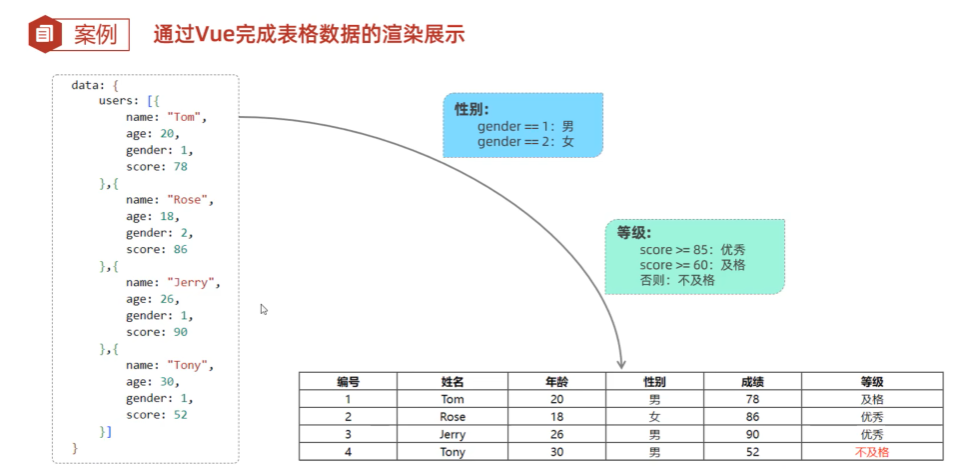 案例 通过Vue完成表格数据的渲染展示
data: {
users: [{
name: "Tom",
age: 20,
gender: 1,
score: 78
},{
name: "Rose",
age: 18,
gender: 2,
score: 86
},{
name: "Jerry",
age: 26,
gender: 1,
score: 90
},{
name: "Tony",
age: 30,
gender: 1,
score: 52
}]
}
性别:
gender == 1：男
gender == 2：女
等级:
score >= 85：优秀
score >= 60：及格
否则：不及格
编号 姓名 年龄 性别 成绩 等级
1 Tom 20 男 78 及格
2 Rose 18 女 86 优秀
3 Jerry 26 男 90 优秀
4 Tony 30 男 52 不及格